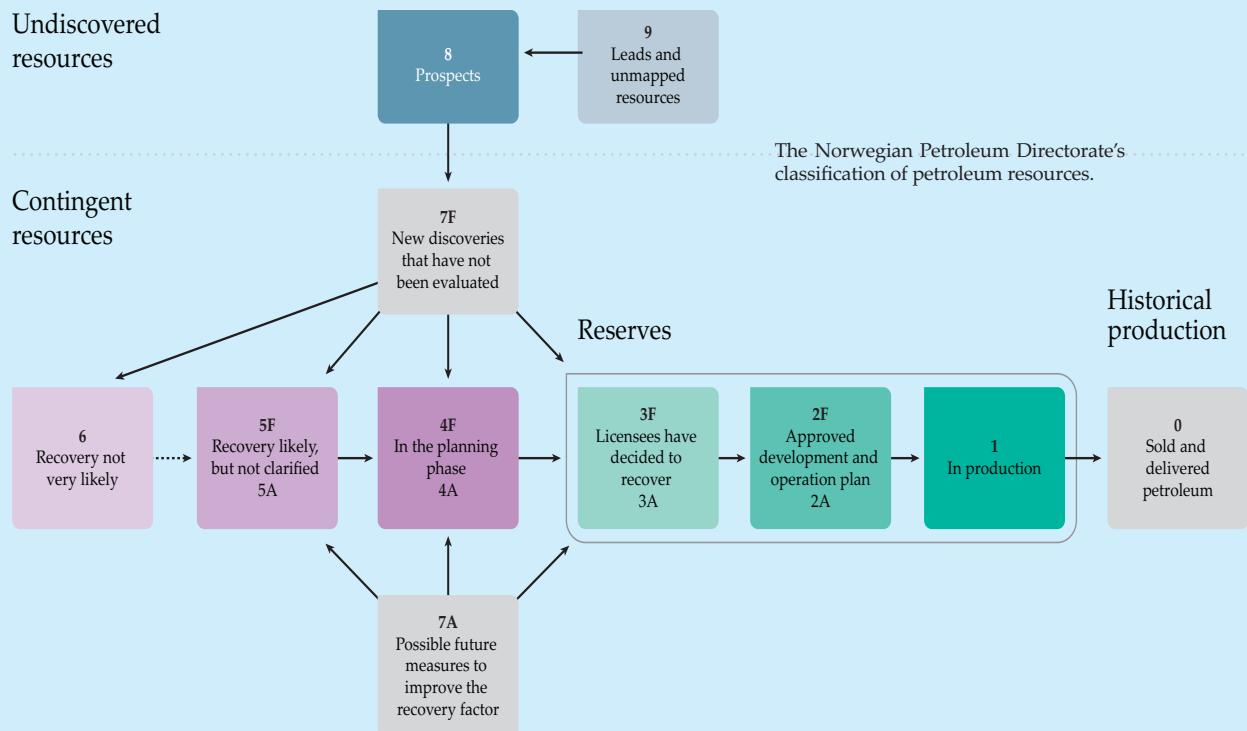 Undiscovered
resources
8
Prospects
9
Leads and
unmapped
resources
The Norwegian Petroleum Directorate's
classification of petroleum resources.
Contingent
resources
7F
New discoveries
that have not
been evaluated
Reserves
Historical
production
6
Recovery not
very likely
5F
Recovery likely,
but not clarified
5A
4F
In the planning
phase
4A
3F
Licensees have
decided to
recover
3A
2F
Approved
development and
operation plan
2A
1
In production
0
Sold and
delivered
petroleum
7A
Possible future
measures to
improve the
recovery factor